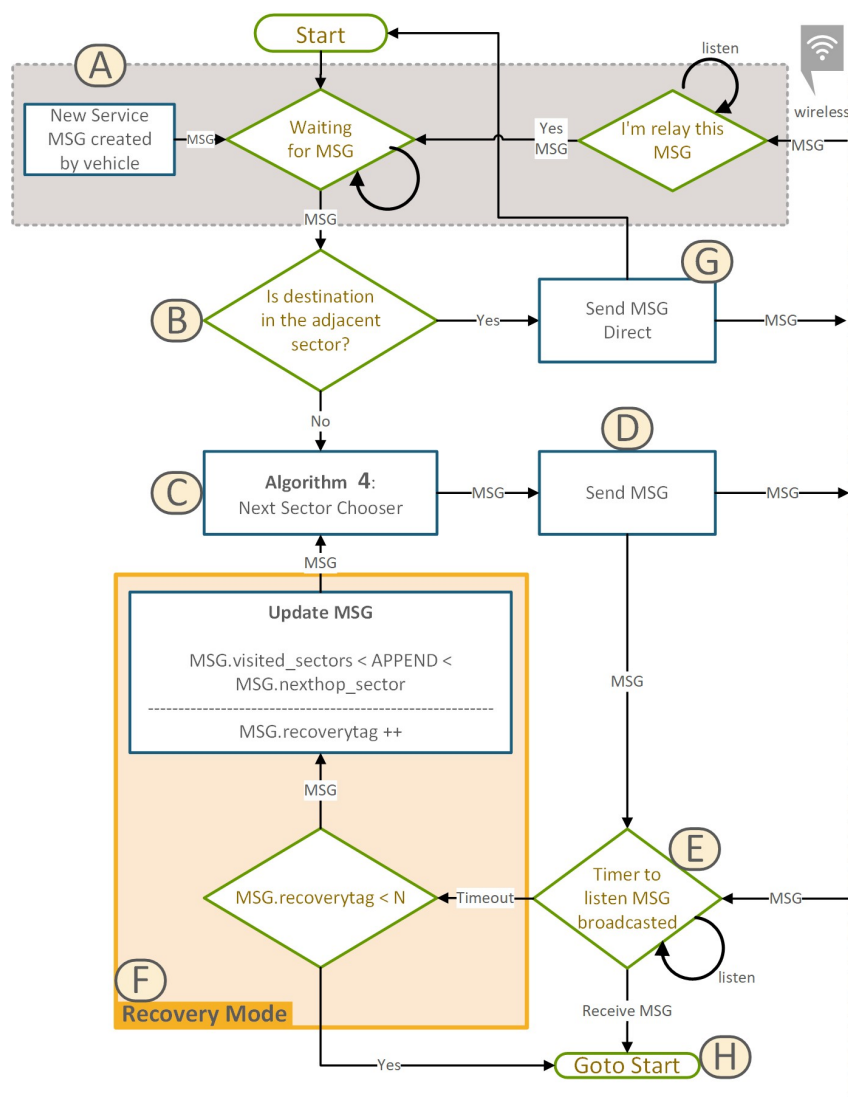 Start
listen
A
wireless
New Service
MSG created
by vehicle
MSG
Waiting
for MSG
Yes
MSG
I'm relay this
MSG
MSG
MSG
G
B
Is destination
in the adjacent
sector?
Yes
Send MSG
Direct
MSG
No
D
C
Algorithm 4:
Next Sector Chooser
MSG
Send MSG
MSG
MSG
Update MSG
MSG.visited_sectors < APPEND <
MSG.nexthop_sector
MSG.recoverytag ++
MSG
MSG
E
MSG.recoverytag < N
Timeout
Timer to
listen MSG
broadcasted
MSG
listen
F
Recovery Mode
Receive MSG
Yes
Goto Start
H